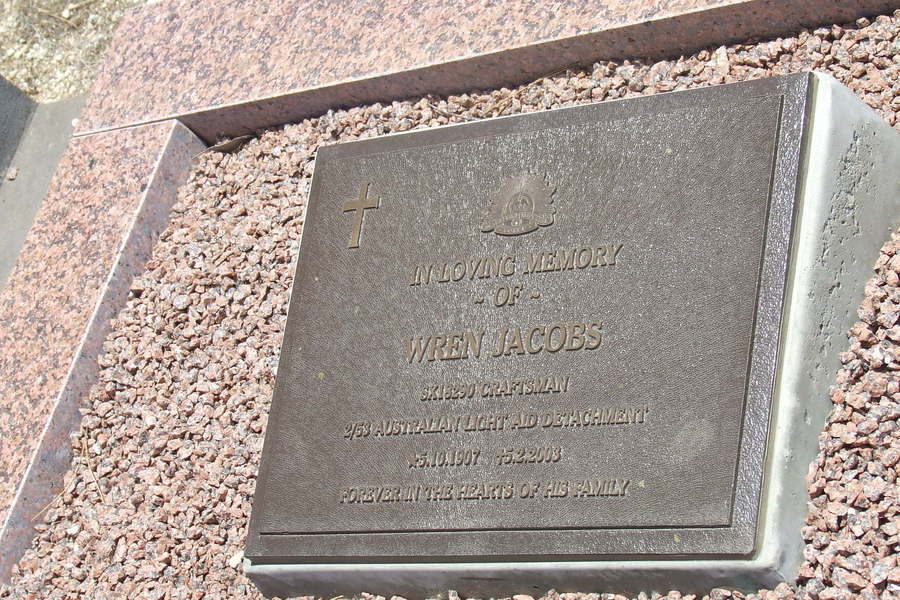 IN LOVING MEMORY
- OF -
WREN JACOBS
CRAFTSMAN
2/53 AUSTRALIAN LIGHT AID DETACHMENT
FOREVER IN THE HEARTS OF HIS FAMILY